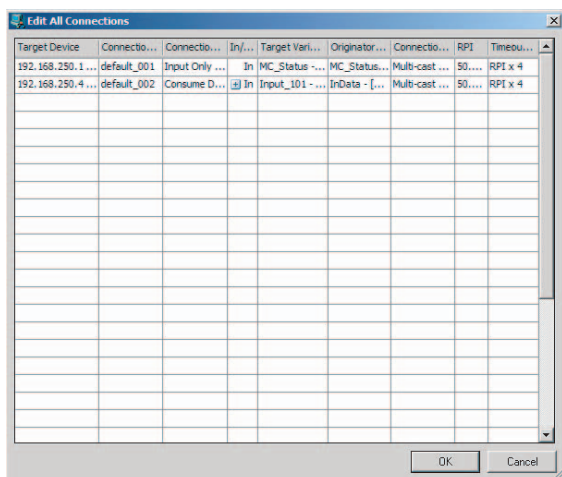 Edit All Connections
Target Device Connectio... Connectio... In/... Target Vari... Originator... Connectio... RPI Timeou...
192.168.250.1 ... default_001 Input Only ... In MC_Status -... MC_Status... Multi-cast ... 50.... RPI x 4
192.168.250.4 ... default_002 Consume D... In Input_101 - ... InData - [... Multi-cast ... 50.... RPI x 4
OK Cancel